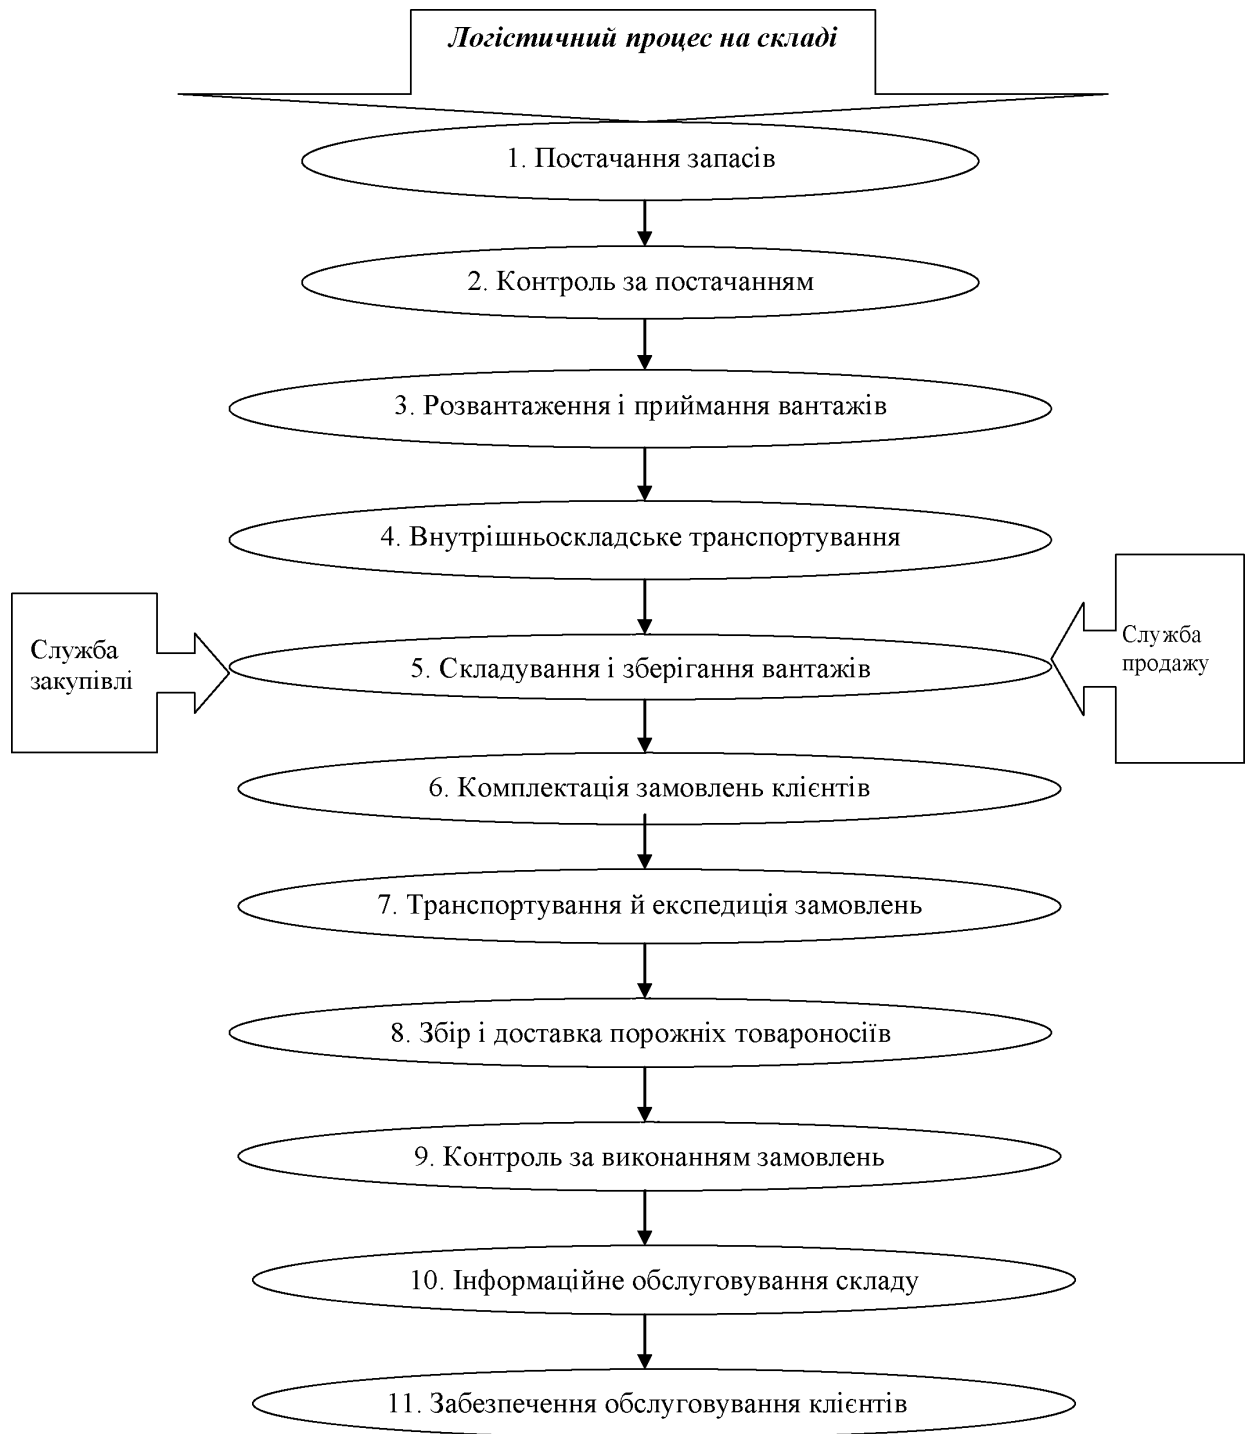 Логістичний процес на складі
1. Постачання запасів
2. Контроль за постачанням
3. Розвантаження і приймання вантажів
4. Внутрішньоскладське транспортування
Служба
закупівлі
5. Складування і зберігання вантажів
Служба
продажу
6. Комплектація замовлень клієнтів
7. Транспортування й експедиція замовлень
8. Збір і доставка порожніх товароносіїв
9. Контроль за виконанням замовлень
10. Інформаційне обслуговування складу
11. Забезпечення обслуговування клієнтів